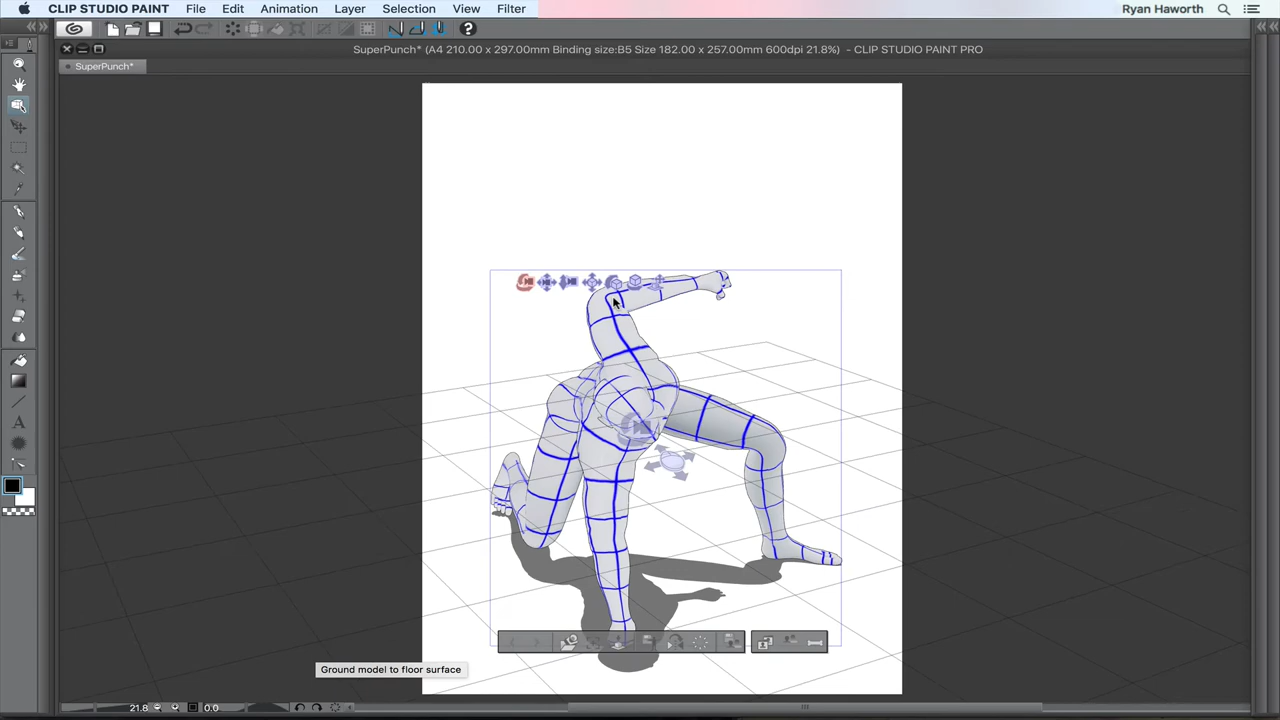 CLIP STUDIO PAINT File Edit Animation Layer Selection View Filter Ryan Haworth
SuperPunch* (A4 210.00 x 297.00mm Binding size:B5 Size 182.00 x 257.00mm 600dpi 21.8%) - CLIP STUDIO PAINT PRO
SuperPunch*
Ground model to floor surface
21.8 0.0